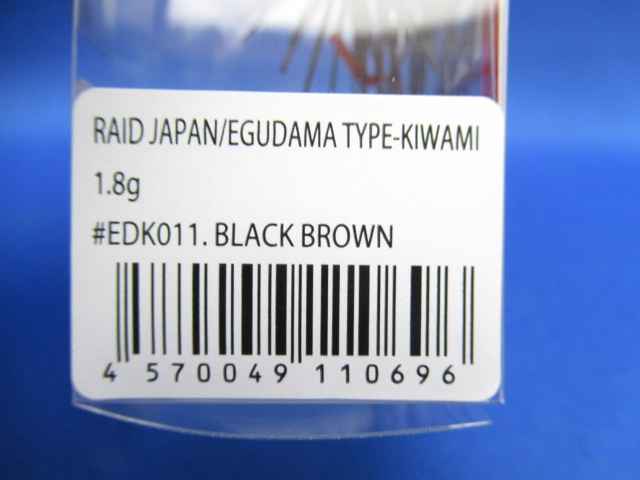 RAID JAPAN/EGUDAMA TYPE-KIWAMI
1.8g
#EDK011. BLACK BROWN
4 570049 110696